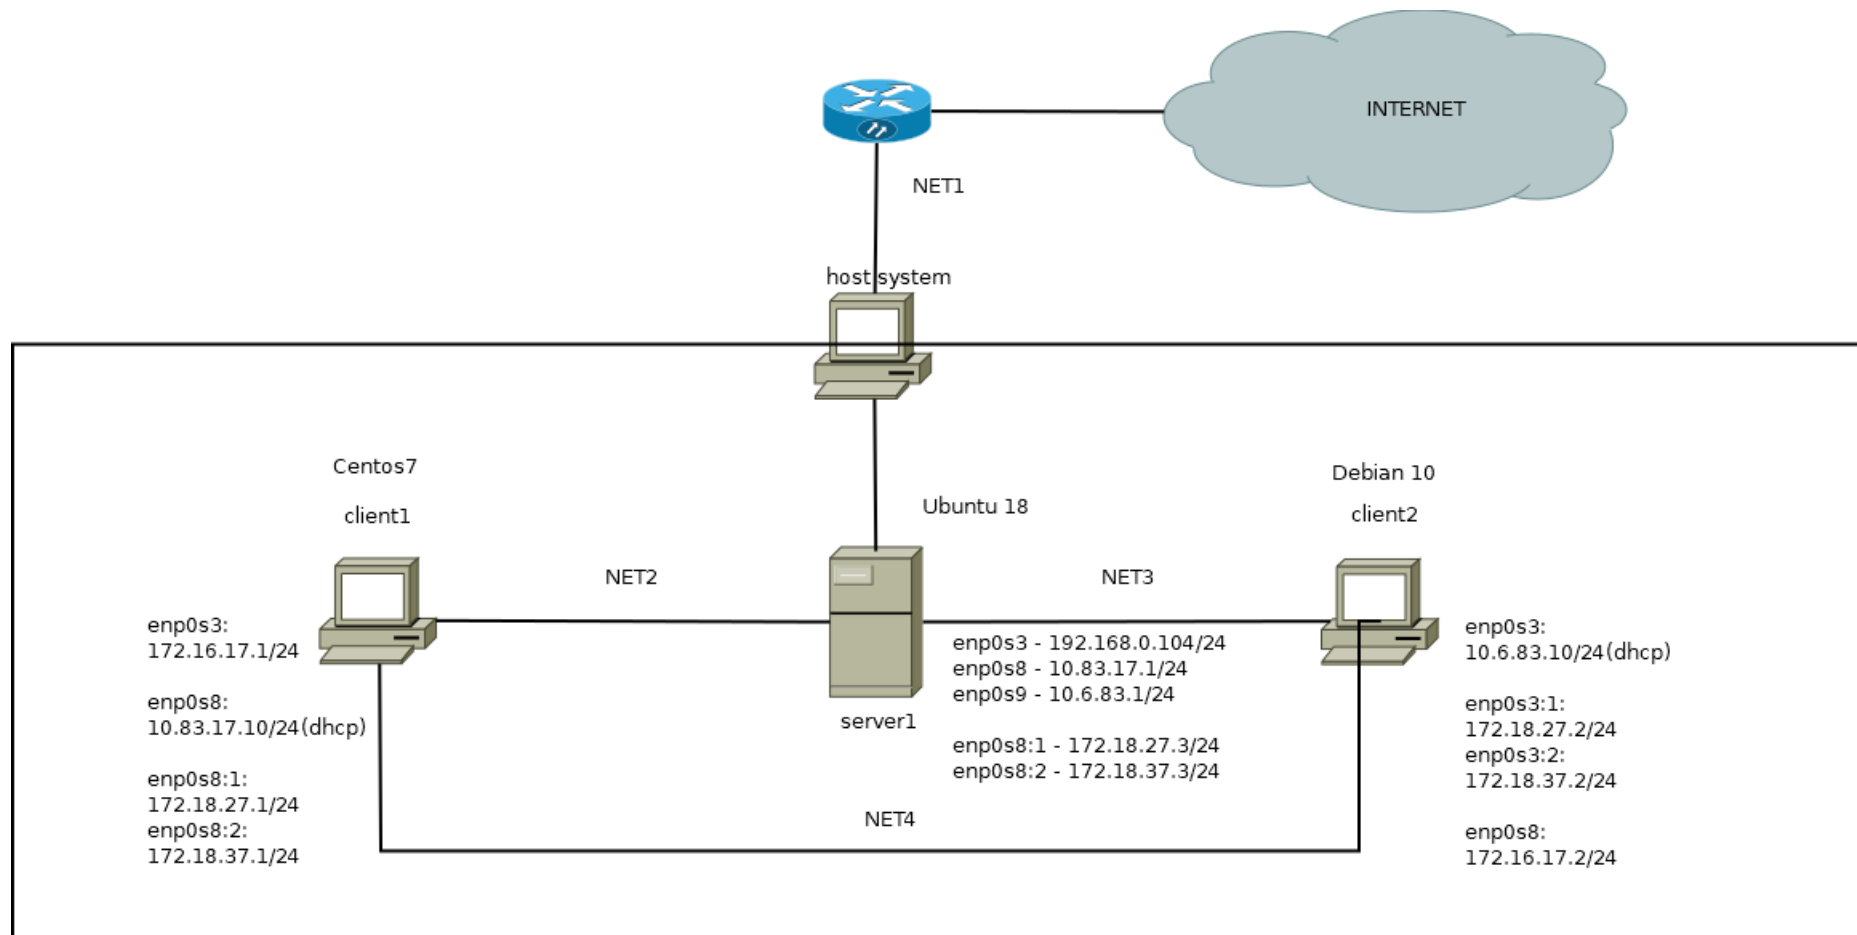 INTERNET
NET1
host system
Centos7
client1
Ubuntu 18
Debian 10
client2
NET2
NET3
enp0s3:
172.16.17.1/24
enp0s8:
10.83.17.10/24(dhcp)
enp0s8:1:
172.18.27.1/24
enp0s8:2:
172.18.37.1/24
server1
enp0s3 - 192.168.0.104/24
enp0s8 - 10.83.17.1/24
enp0s9 - 10.6.83.1/24
enp0s8:1 - 172.18.27.3/24
enp0s8:2 - 172.18.37.3/24
NET4
enp0s3:
10.6.83.10/24(dhcp)
enp0s3:1:
172.18.27.2/24
enp0s3:2:
172.18.37.2/24
enp0s8:
172.16.17.2/24